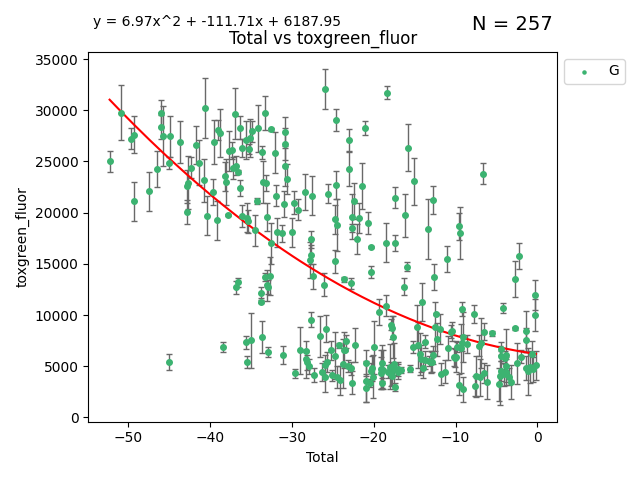 y = 6.97x^2 + -111.71x + 6187.95
N = 257
Total vs toxgreen_fluor
G
35000
30000
25000
20000
15000
10000
5000
0
toxgreen_fluor
−50 −40 −30 −20 −10 0
Total